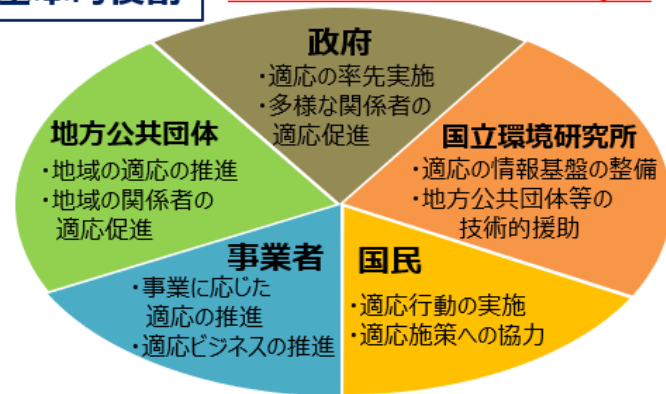 基本的役割
政府
・適応の率先実施
・多様な関係者の
適応促進
地方公共団体
・地域の適応の推進
・地域の関係者の
適応促進
国立環境研究所
・適応の情報基盤の整備
・地方公共団体等の
技術的援助
事業者
・事業に応じた
適応の推進
・適応ビジネスの推進
国民
・適応行動の実施
・適応施策への協力